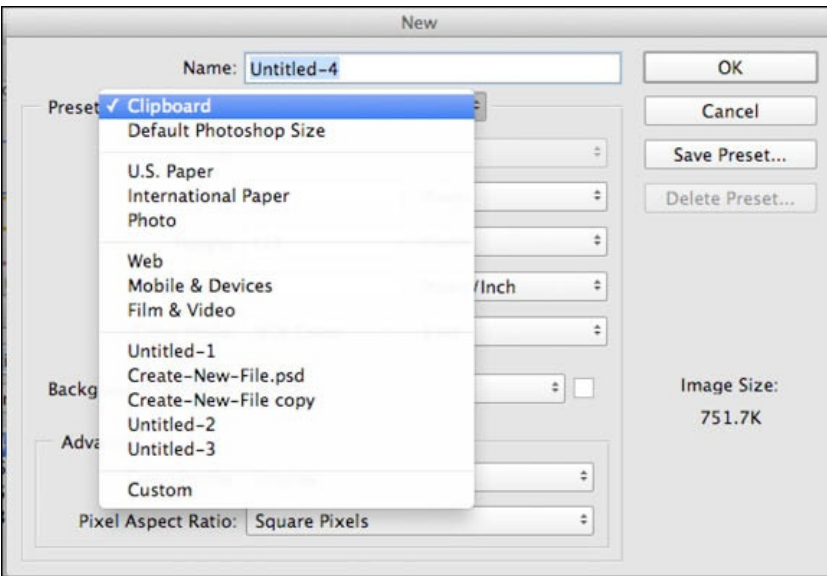 New
Name: Untitled-4
OK
Preset
✓ Clipboard
Cancel
Default Photoshop Size
Save Preset...
U.S. Paper
International Paper
Delete Preset...
Photo
Web
Mobile & Devices
/Inch
Film & Video
Untitled-1
Create-New-File.psd
Backg
Image Size:
Create-New-File copy
751.7K
Untitled-2
Adva
Untitled-3
Custom
Pixel Aspect Ratio: Square Pixels